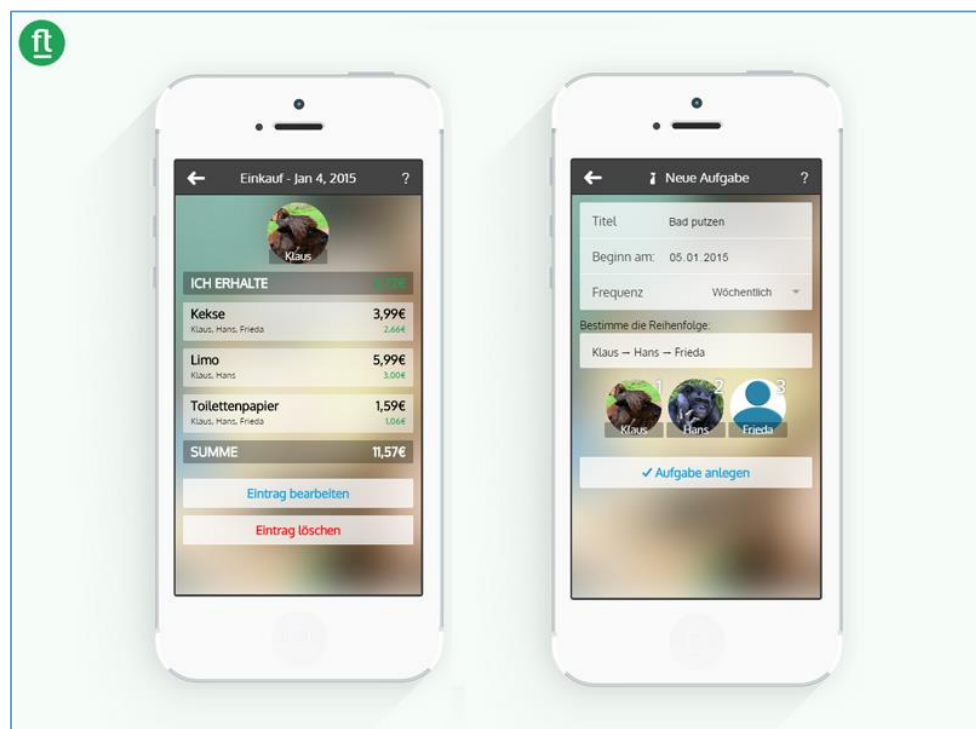 ft
Einkauf - Jan 4, 2015 ?
Klaus
ICH ERHALTE
Kekse 3,99€
Klaus, Hans, Frieda 2,66€
Limo 5,99€
Klaus, Hans 3,00€
Toilettenpapier 1,59€
Klaus, Hans, Frieda 1,06€
SUMME 11,57€
Eintrag bearbeiten
Eintrag löschen
Neue Aufgabe ?
Titel Bad putzen
Beginn am: 05.01.2015
Frequenz Wöchentlich
Bestimme die Reihenfolge:
Klaus → Hans → Frieda
1 2 3
Klaus Hans Frieda
✓ Aufgabe anlegen